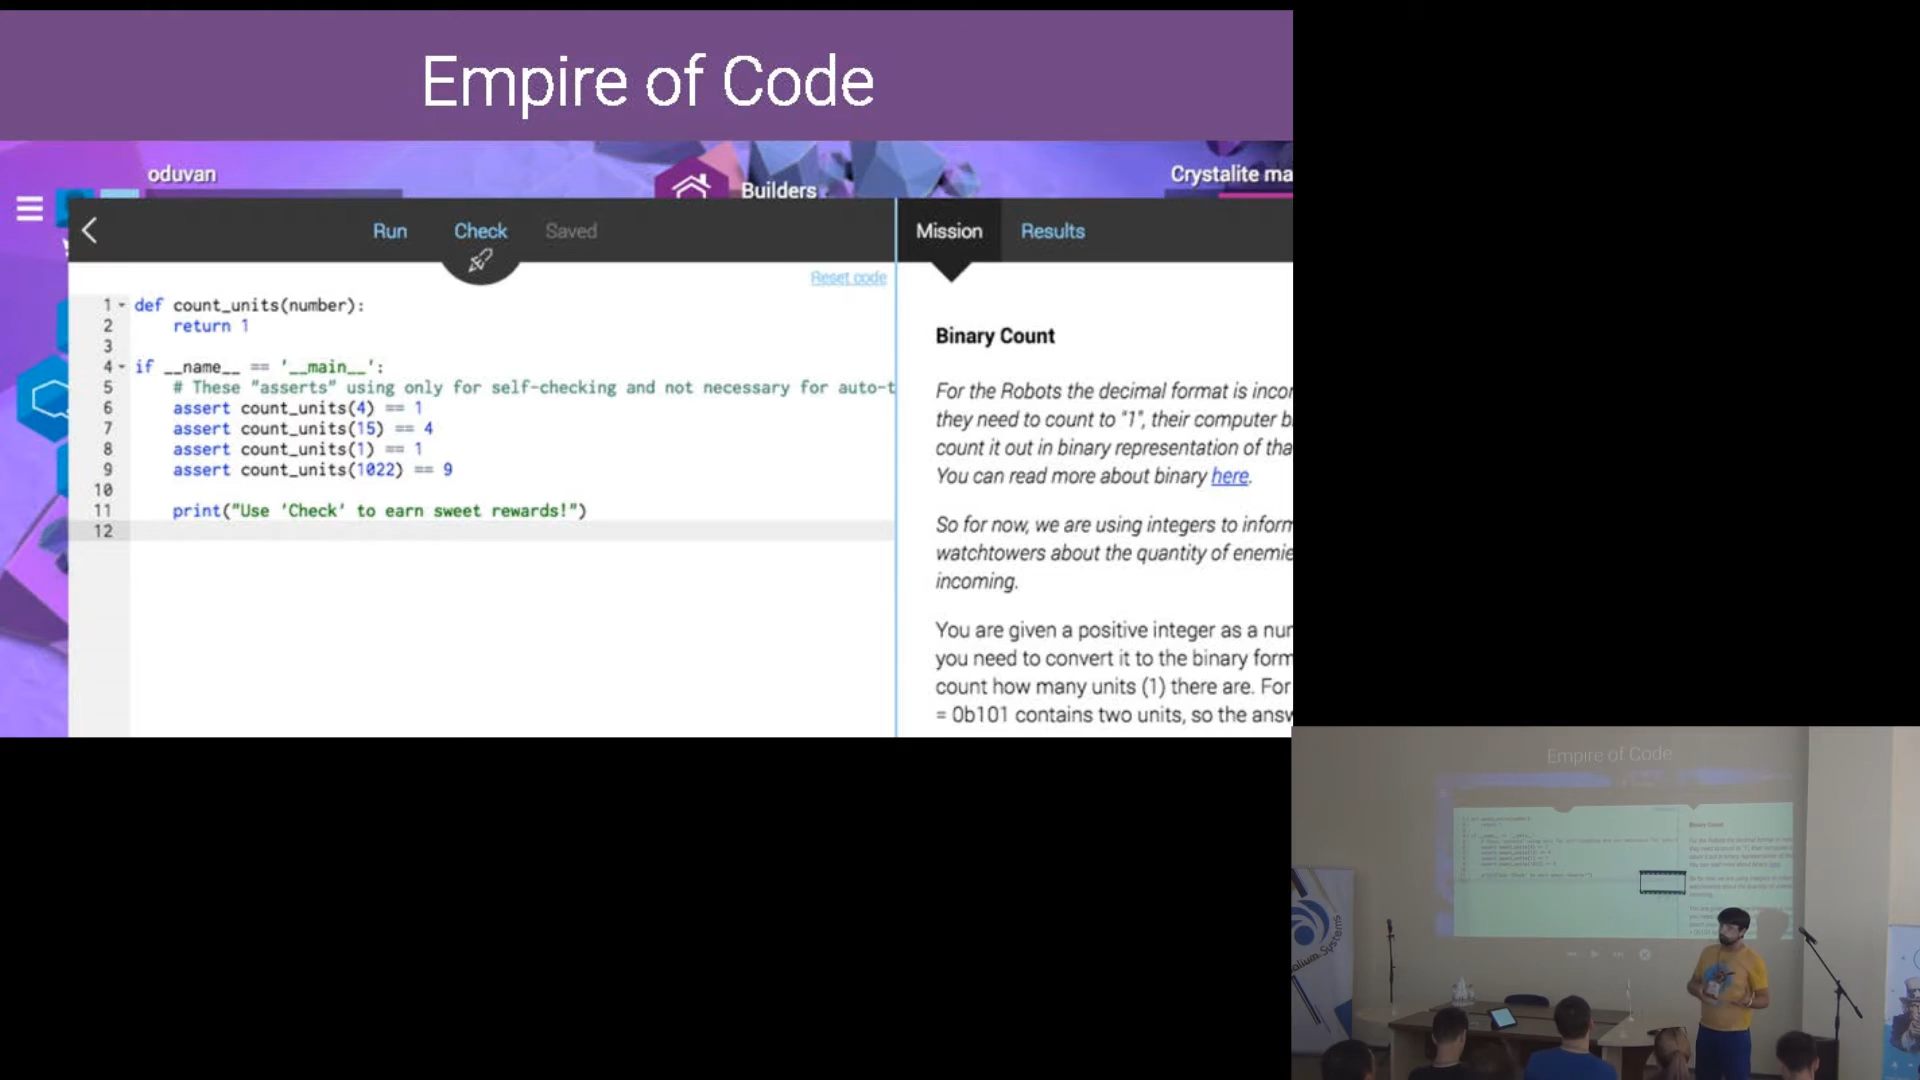 Empire of Code
oduvan
Builders
Crystalite ma
Run
Check
Saved
Mission
Results
Reset code
1 def count_units(number):
2 return 1
3
4 if __name__ == '__main__':
5 # These "asserts" using only for self-checking and not necessary for auto-t
6 assert count_units(4) == 1
7 assert count_units(15) == 4
8 assert count_units(1) == 1
9 assert count_units(1022) == 9
10
11 print("Use 'Check' to earn sweet rewards!")
12
Binary Count
For the Robots the decimal format is incon
they need to count to "1", their computer b
count it out in binary representation of tha
You can read more about binary here.
So for now, we are using integers to inform
watchtowers about the quantity of enemie
incoming.
You are given a positive integer as a nur
you need to convert it to the binary form
count how many units (1) there are. For
= 0b101 contains two units, so the answ
Empire of Code
Binary Count
Systems